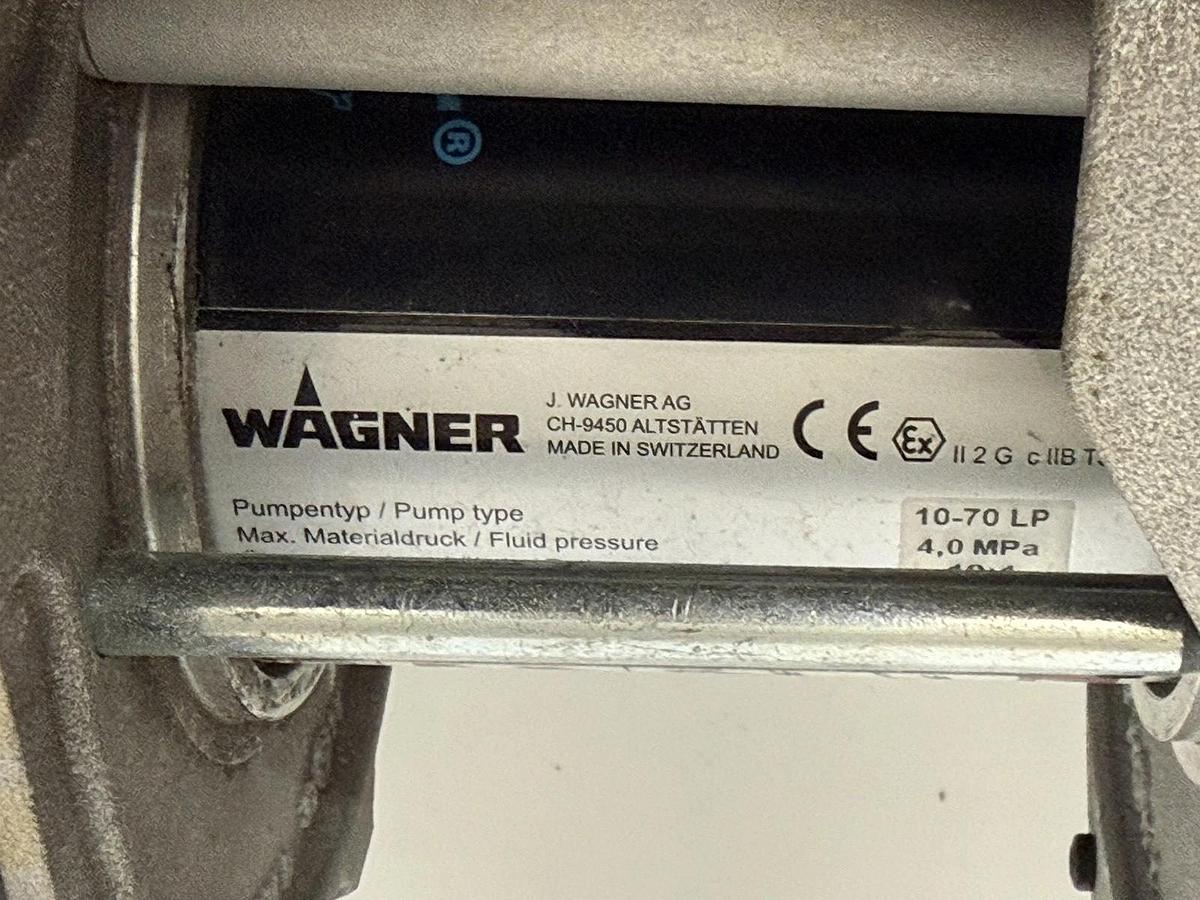 ®
WAGNER
J. WAGNER AG
CH-9450 ALTSTÄTTEN
MADE IN SWITZERLAND
CE Ex II 2 G c IIB
Pumpentyp / Pump type 10-70 LP
Max. Materialdruck / Fluid pressure 4,0 MPa